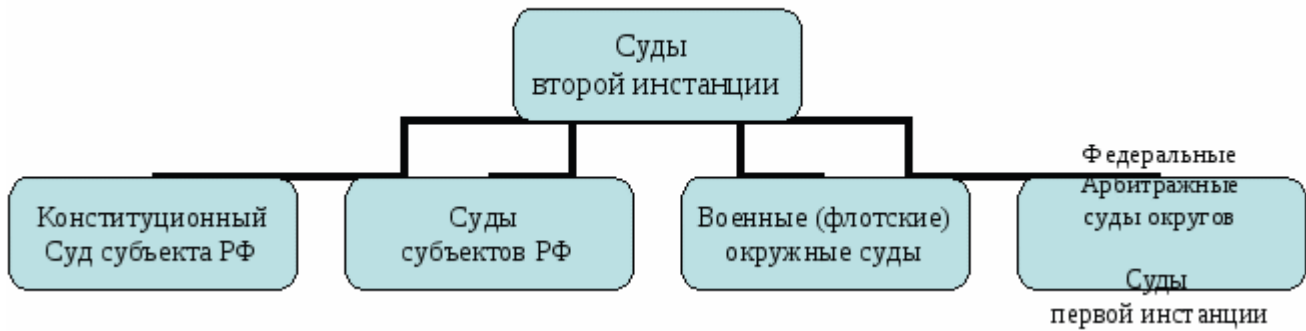 Суды
второй инстанции
Конституционный
Суд субъекта РФ
Суды
субъектов РФ
Военные (флотские)
окружные суды
Федеральные
Арбитражные
суды округов
Суды
первой инстанции